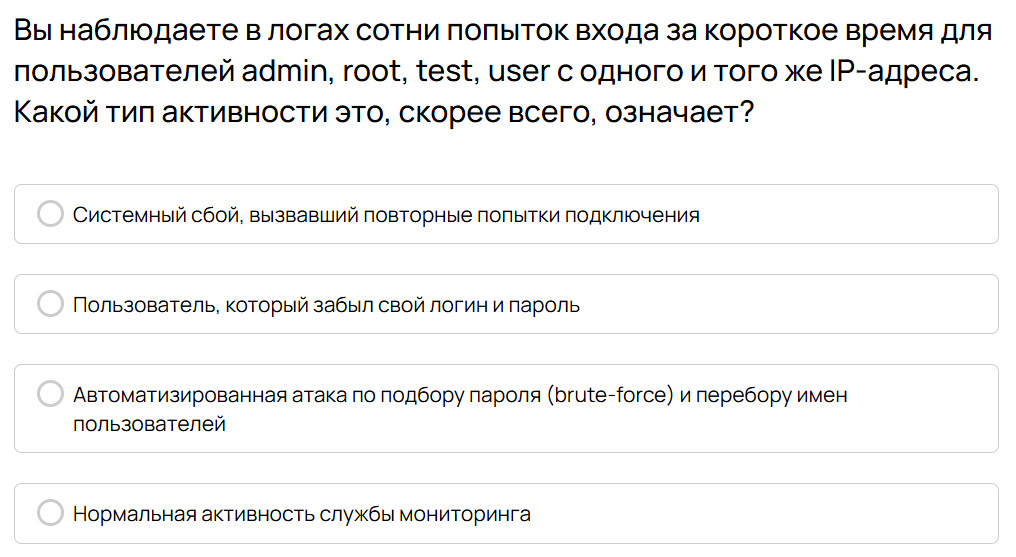 Вы наблюдаете в логах сотни попыток входа за короткое время для
пользователей admin, root, test, user с одного и того же IP-адреса.
Какой тип активности это, скорее всего, означает?
Системный сбой, вызвавший повторные попытки подключения
Пользователь, который забыл свой логин и пароль
Автоматизированная атака по подбору пароля (brute-force) и перебору имен
пользователей
Нормальная активность службы мониторинга